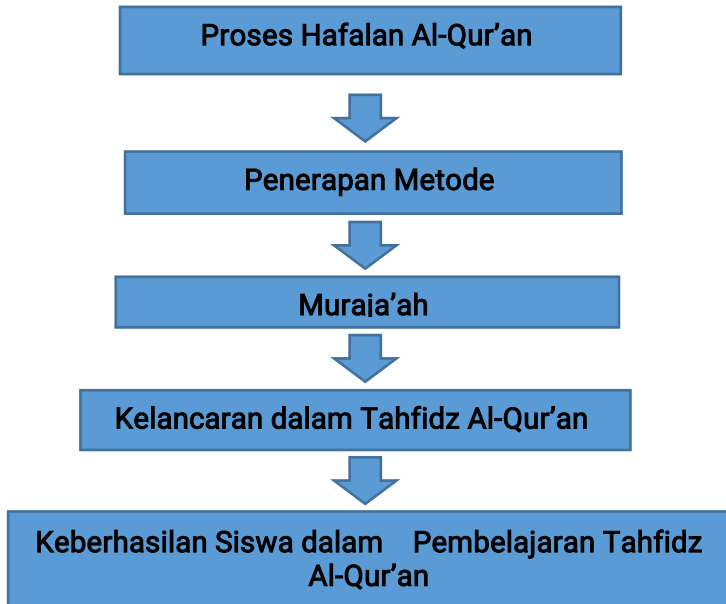 Proses Hafalan Al-Qur’an
Penerapan Metode
Muraja’ah
Kelancaran dalam Tahfidz Al-Qur’an
Keberhasilan Siswa dalam   Pembelajaran Tahfidz
Al-Qur’an